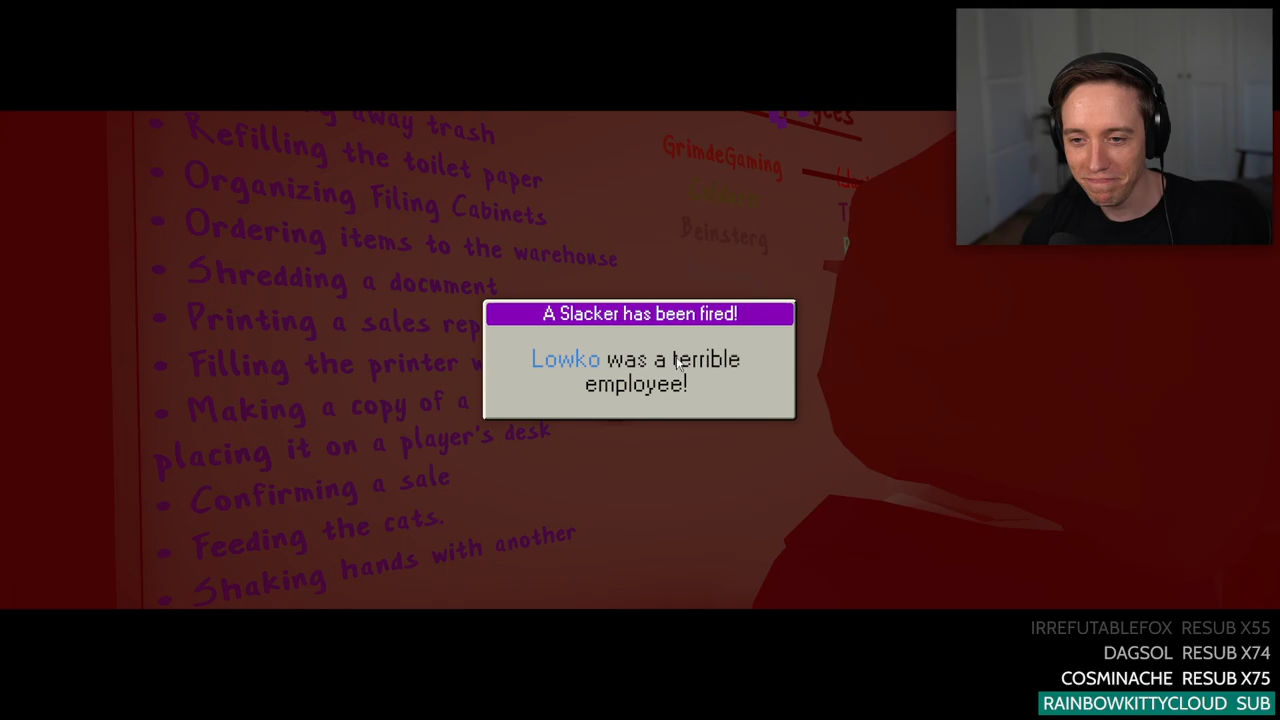 away trash
Refilling the toilet paper
Organizing Filing Cabinets
Ordering items to the warehouse
Shredding a document
Printing a sales rep
Filling the printer
Making a copy of a
placing it on a player's desk
Confirming a sale
Feeding the cats.
Shaking hands with another
GrimdeGaming
Beinsterg
A Slacker has been fired!
Lowko was a terrible
employee!
IRREFUTABLEFOX RESUB X55
DAGSOL RESUB X74
COSMINACHE RESUB X75
RAINBOWKITTYCLOUD SUB